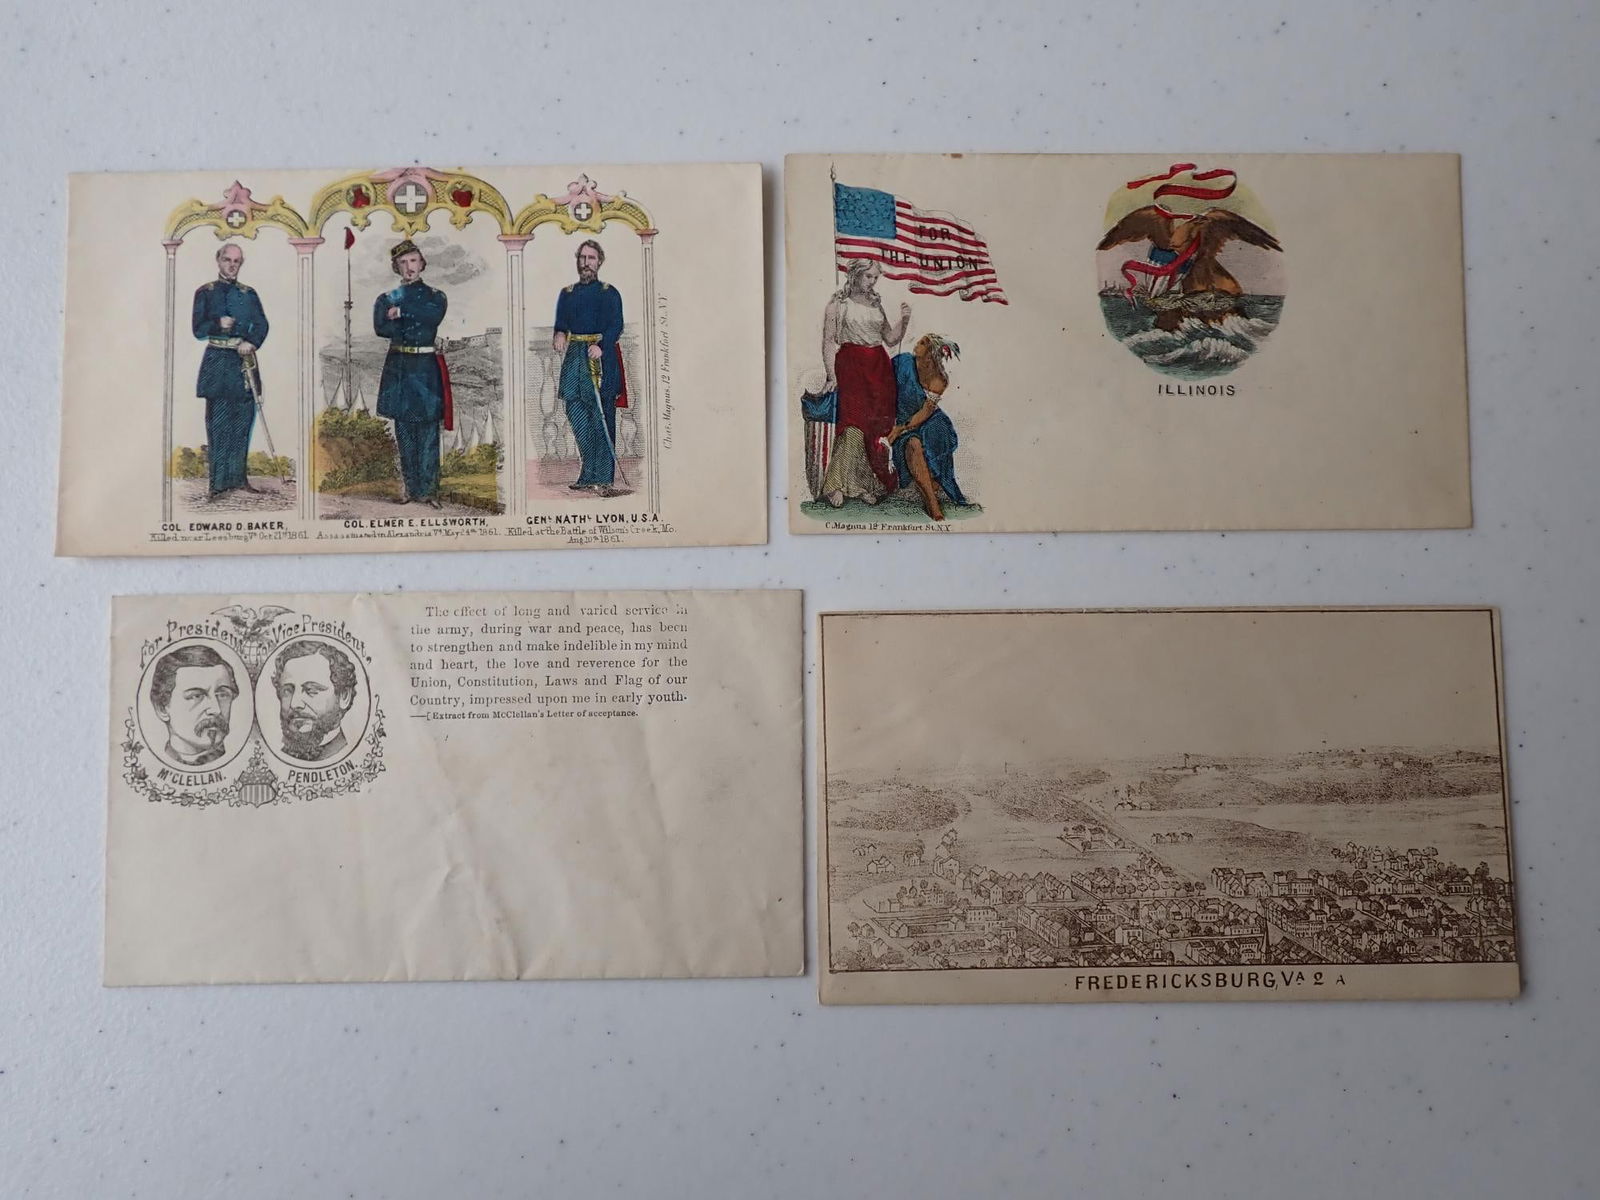 COL. EDWARD D. BAKER,
Killed near Leesburg Va Oct 21st 1861.
COL. ELMER E. ELLSWORTH,
Assassinated in Alexandria Va May 24th 1861.
GENL NATHL LYON, U.S.A.
Killed at the Battle of Wilson's Creek, Mo.
Aug 10th 1861.
Chas. Magnus, 12 Frankfort St. NY
FOR
THE UNION
C. Magnus 12 Frankfurt St. N.Y.
ILLINOIS
For President
Vice President
McCLELLAN.
PENDLETON.
The effect of long and varied service in
the army, during war and peace, has been
to strengthen and make indelible in my mind
and heart, the love and reverence for the
Union, Constitution, Laws and Flag of our
Country, impressed upon me in early youth.
—[Extract from McClellan's Letter of acceptance.
FREDERICKSBURG, VA 2 A